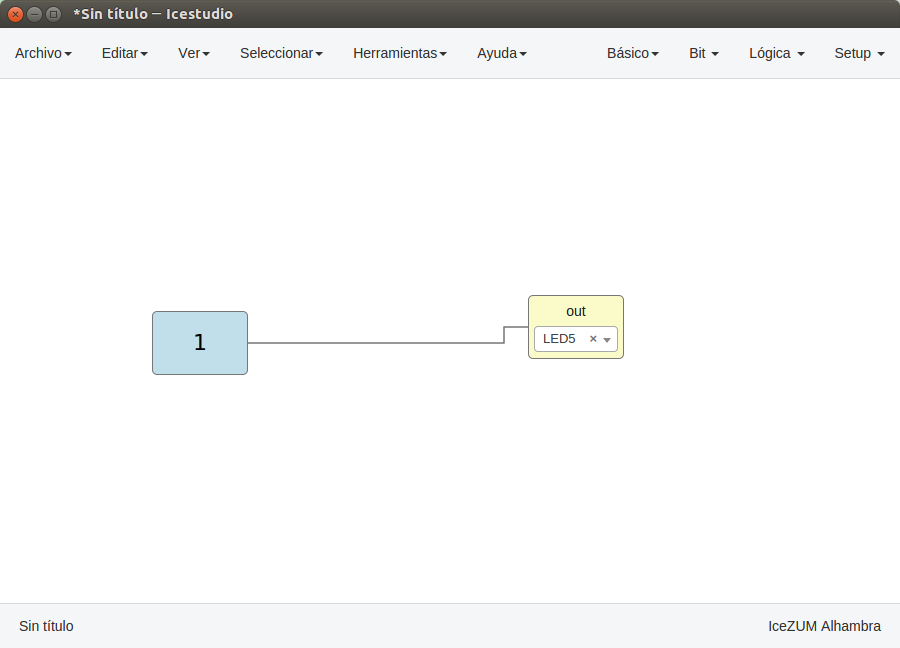 *Sin título — Icestudio
Archivo Editar Ver Seleccionar Herramientas Ayuda Básico Bit Lógica Setup
out
1
LED5 ×
Sin título IceZUM Alhambra